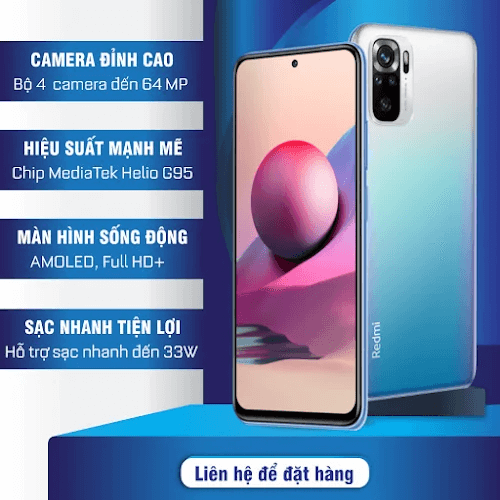 CAMERA ĐỈNH CAO
Bộ 4 camera đến 64 MP
HIỆU SUẤT MẠNH MẼ
Chip MediaTek Helio G95
MÀN HÌNH SỐNG ĐỘNG
AMOLED, Full HD+
SẠC NHANH TIỆN LỢI
Hỗ trợ sạc nhanh đến 33W
Redmi
Liên hệ để đặt hàng